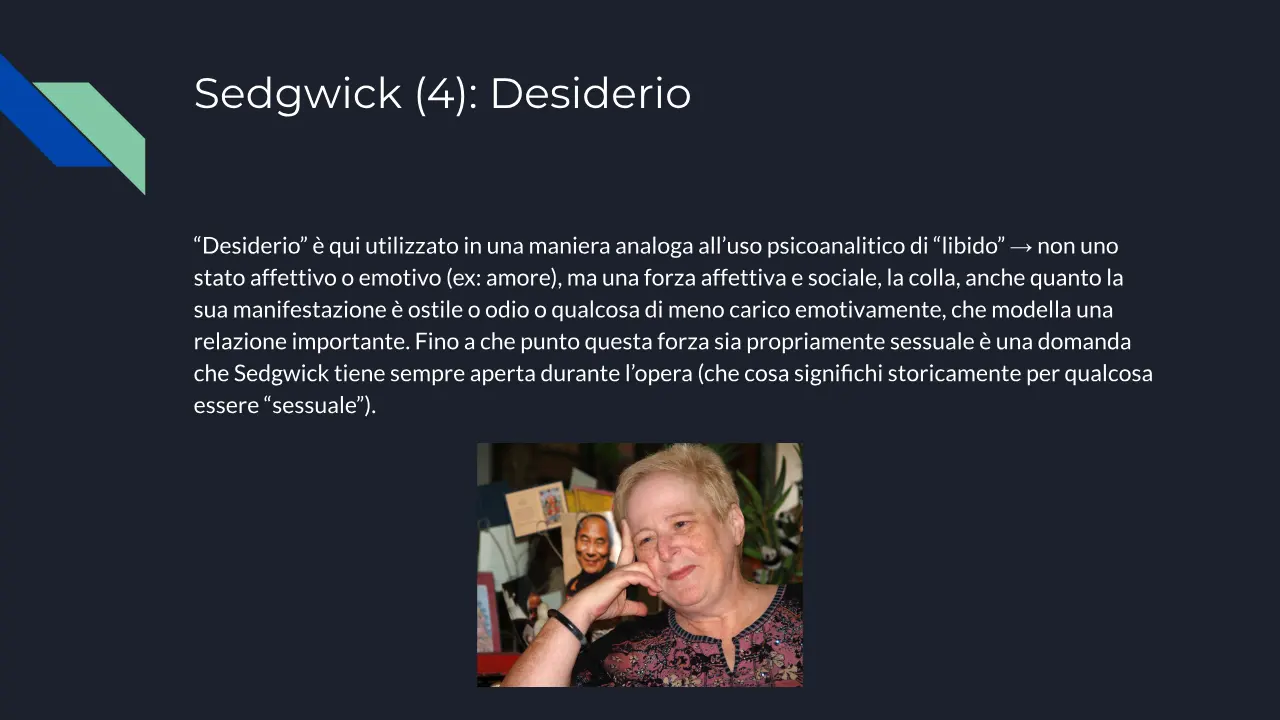 Sedgwick (4): Desiderio
“Desiderio” è qui utilizzato in una maniera analoga all’uso psicoanalitico di “libido” → non uno
stato affettivo o emotivo (ex: amore), ma una forza affettiva e sociale, la colla, anche quanto la
sua manifestazione è ostile o odio o qualcosa di meno carico emotivamente, che modella una
relazione importante. Fino a che punto questa forza sia propriamente sessuale è una domanda
che Sedgwick tiene sempre aperta durante l’opera (che cosa significhi storicamente per qualcosa
essere “sessuale”).